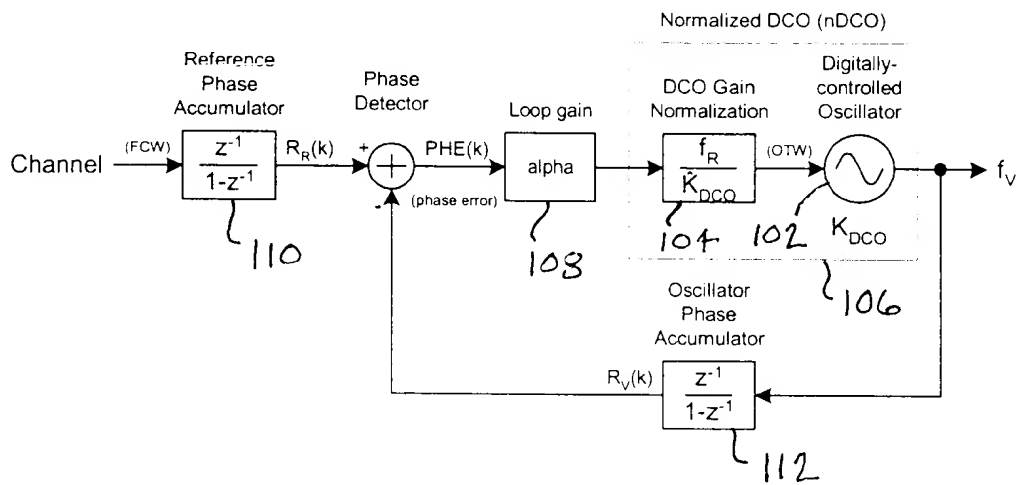 Normalized DCO (nDCO)
Reference
Phase
Accumulator
Phase
Detector
Loop gain
DCO Gain
Normalization
Digitally-
controlled
Oscillator
Channel
(FCW)
z⁻¹
1-z⁻¹
R_R(k)
+
PHE(k)
(phase error)
-
alpha
f_R
K̂_DCO
(OTW)
f_V
K_DCO
110
108
104
102
106
Oscillator
Phase
Accumulator
R_V(k)
z⁻¹
1-z⁻¹
112